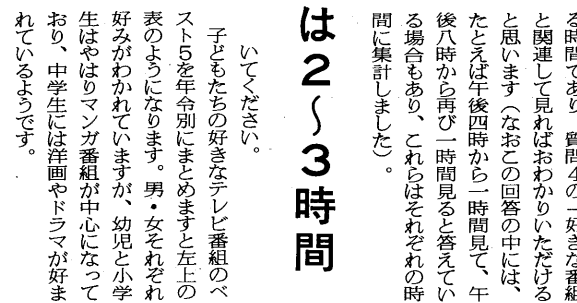 る時間であり、質問4の「好きな番組
と関連して見ればおわかりいただける
と思います（なおこの回答の中には、
たとえば午後四時から一時間見て、午
後八時から再び一時間見ると答えてい
る場合もあり、これらはそれぞれの時
間に集計しました）。
は2〜3時間
いてください。
子どもたちの好きなテレビ番組のベ
スト5を年令別にまとめますと左上の
表のようになります。男・女それぞれ
好みがわかれていますが、幼児と小学
生はやはりマンガ番組が中心になって
おり、中学生には洋画やドラマが好ま
れているようです。